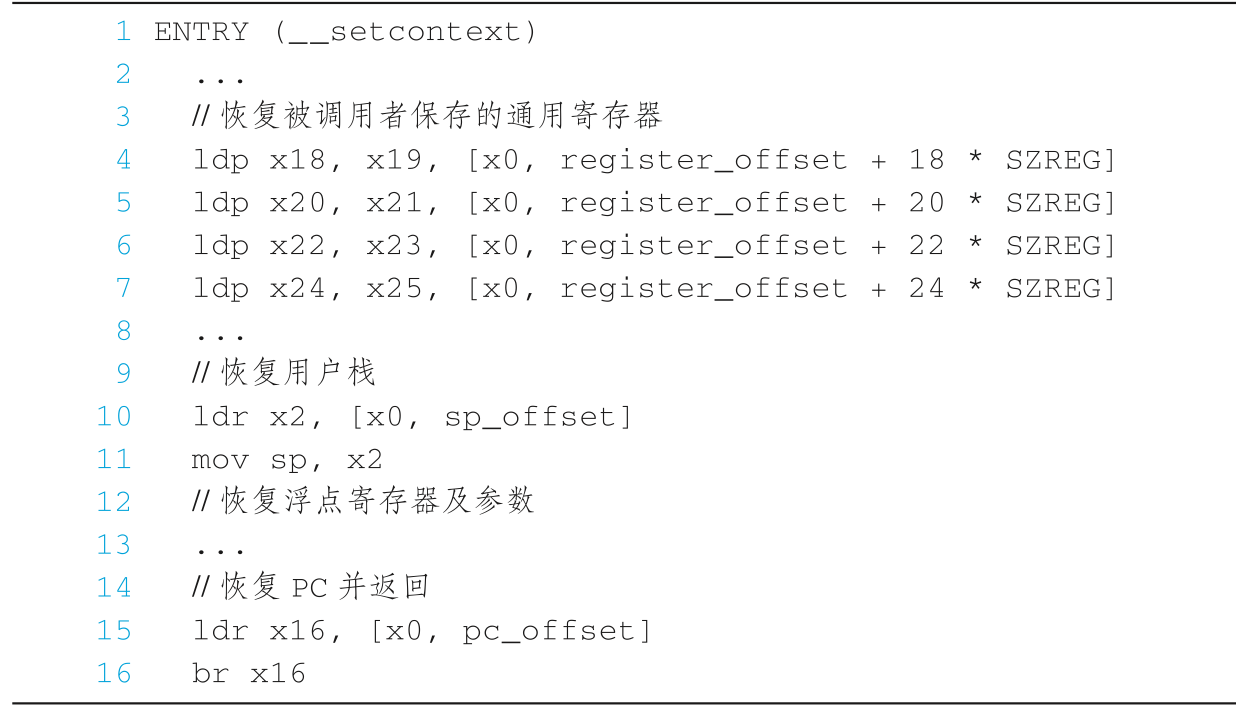 1 ENTRY (__setcontext)
2 ...
3 //恢复被调用者保存的通用寄存器
4 ldp x18, x19, [x0, register_offset + 18 * SZREG]
5 ldp x20, x21, [x0, register_offset + 20 * SZREG]
6 ldp x22, x23, [x0, register_offset + 22 * SZREG]
7 ldp x24, x25, [x0, register_offset + 24 * SZREG]
8 ...
9 //恢复用户栈
10 ldr x2, [x0, sp_offset]
11 mov sp, x2
12 //恢复浮点寄存器及参数
13 ...
14 //恢复 PC 并返回
15 ldr x16, [x0, pc_offset]
16 br x16